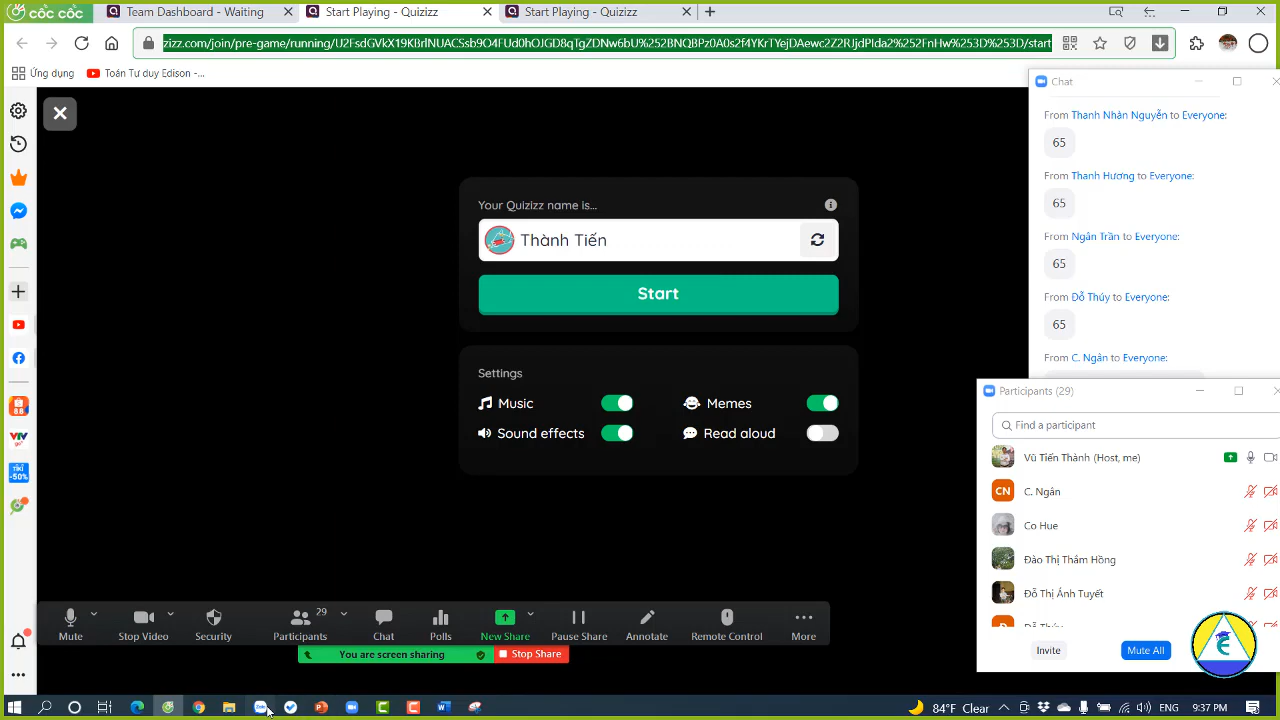 cốc cốc
Team Dashboard - Waiting
Start Playing - Quizizz
Start Playing - Quizizz
Ứng dụng
Toán Tư duy Edison -...
Chat
From Thanh Nhàn Nguyễn to Everyone:
65
From Thanh Hương to Everyone:
65
From Ngân Trần to Everyone:
65
From Đỗ Thúy to Everyone:
65
From C. Ngân to Everyone:
Your Quizizz name is...
Thành Tiến
Start
Settings
Music
Memes
Sound effects
Read aloud
Participants (29)
Find a participant
Vũ Tiến Thành (Host, me)
CN C. Ngân
Co Hue
Đào Thị Thắm Hồng
Đỗ Thị Ánh Tuyết
Invite
Mute All
29
Mute
Stop Video
Security
Participants
Chat
Polls
New Share
Pause Share
Annotate
Remote Control
More
You are screen sharing
Stop Share
84°F Clear
ENG
9:37 PM